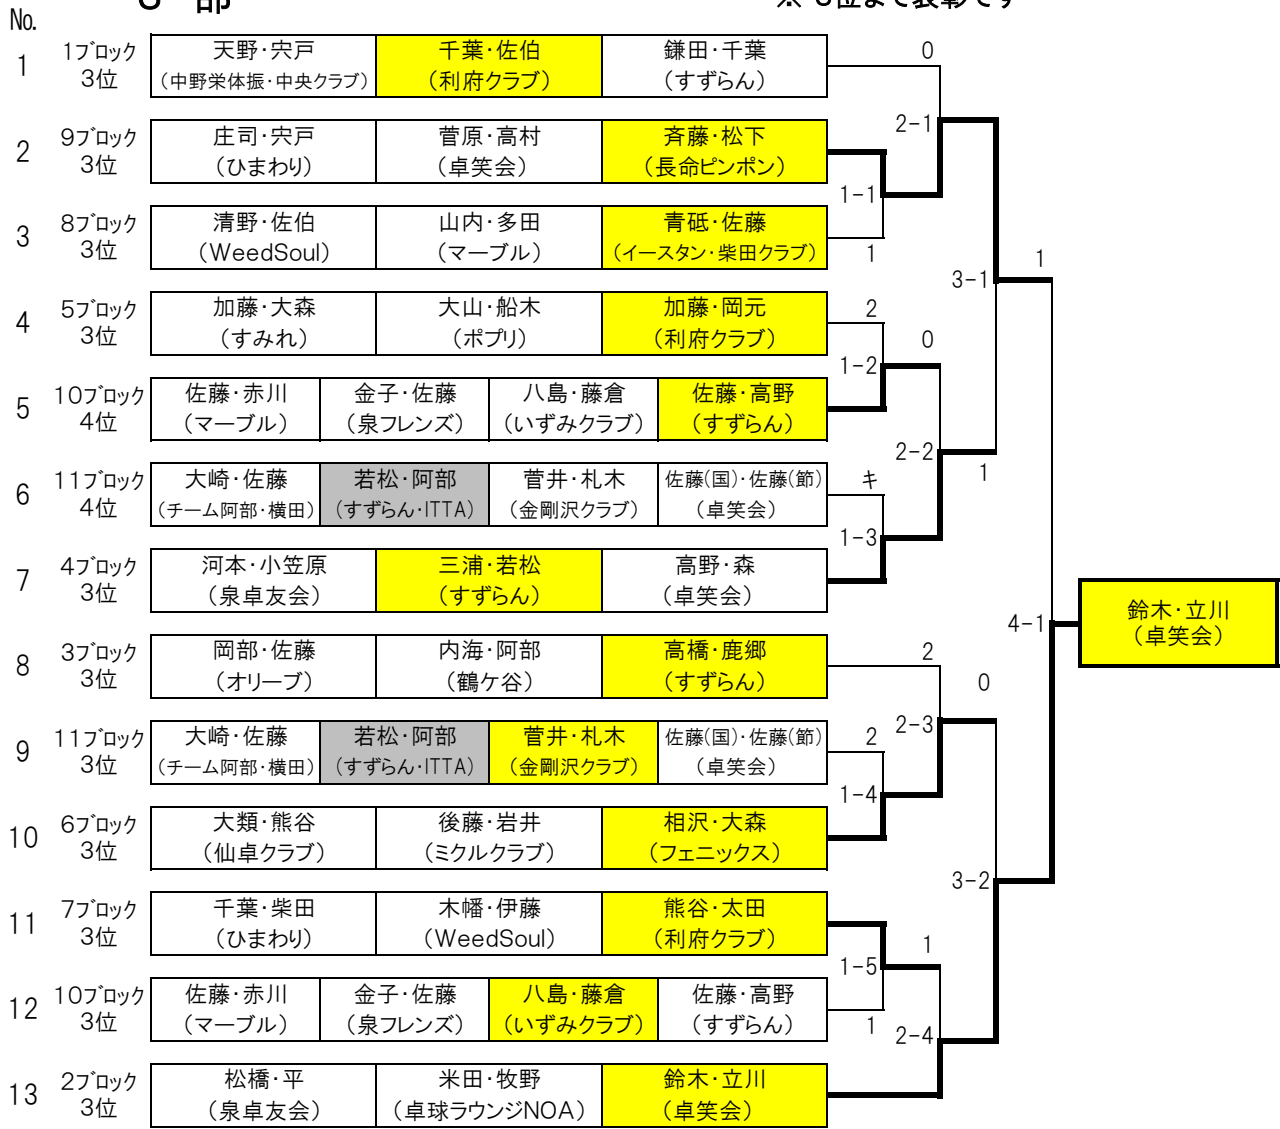 No.
1 1ブロック 天野・宍戸 千葉・佐伯 鎌田・千葉 0
3位 （中野栄体振・中央クラブ） （利府クラブ） （すずらん）
2-1
2 9ブロック 庄司・宍戸 菅原・高村 斉藤・松下
3位 （ひまわり） （卓笑会） （長命ピンポン）
1-1
3 8ブロック 清野・佐伯 山内・多田 青砥・佐藤
3位 （WeedSoul） （マーブル） （イースタン・柴田クラブ） 1
3-1 1
4 5ブロック 加藤・大森 大山・船木 加藤・岡元 2
3位 （すみれ） （ポプリ） （利府クラブ） 0
1-2
5 10ブロック 佐藤・赤川 金子・佐藤 八島・藤倉 佐藤・高野
4位 （マーブル） （泉フレンズ） （いずみクラブ） （すずらん）
2-2 1
6 11ブロック 大崎・佐藤 若松・阿部 菅井・札木 佐藤(国)・佐藤(節) キ
4位 （チーム阿部・横田） （すずらん・ITTA） （金剛沢クラブ） （卓笑会）
1-3
7 4ブロック 河本・小笠原 三浦・若松 高野・森
3位 （泉卓友会） （すずらん） （卓笑会）
4-1 鈴木・立川
（卓笑会）
8 3ブロック 岡部・佐藤 内海・阿部 高橋・鹿郷 2
3位 （オリーブ） （鶴ケ谷） （すずらん） 0
2-3
9 11ブロック 大崎・佐藤 若松・阿部 菅井・札木 佐藤(国)・佐藤(節) 2
3位 （チーム阿部・横田） （すずらん・ITTA） （金剛沢クラブ） （卓笑会）
1-4
10 6ブロック 大類・熊谷 後藤・岩井 相沢・大森
3位 （仙卓クラブ） （ミクルクラブ） （フェニックス）
3-2
11 7ブロック 千葉・柴田 木幡・伊藤 熊谷・太田
3位 （ひまわり） （WeedSoul） （利府クラブ） 1
1-5
12 10ブロック 佐藤・赤川 金子・佐藤 八島・藤倉 佐藤・高野
3位 （マーブル） （泉フレンズ） （いずみクラブ） （すずらん） 1
2-4
13 2ブロック 松橋・平 米田・牧野 鈴木・立川
3位 （泉卓友会） （卓球ラウンジNOA） （卓笑会）